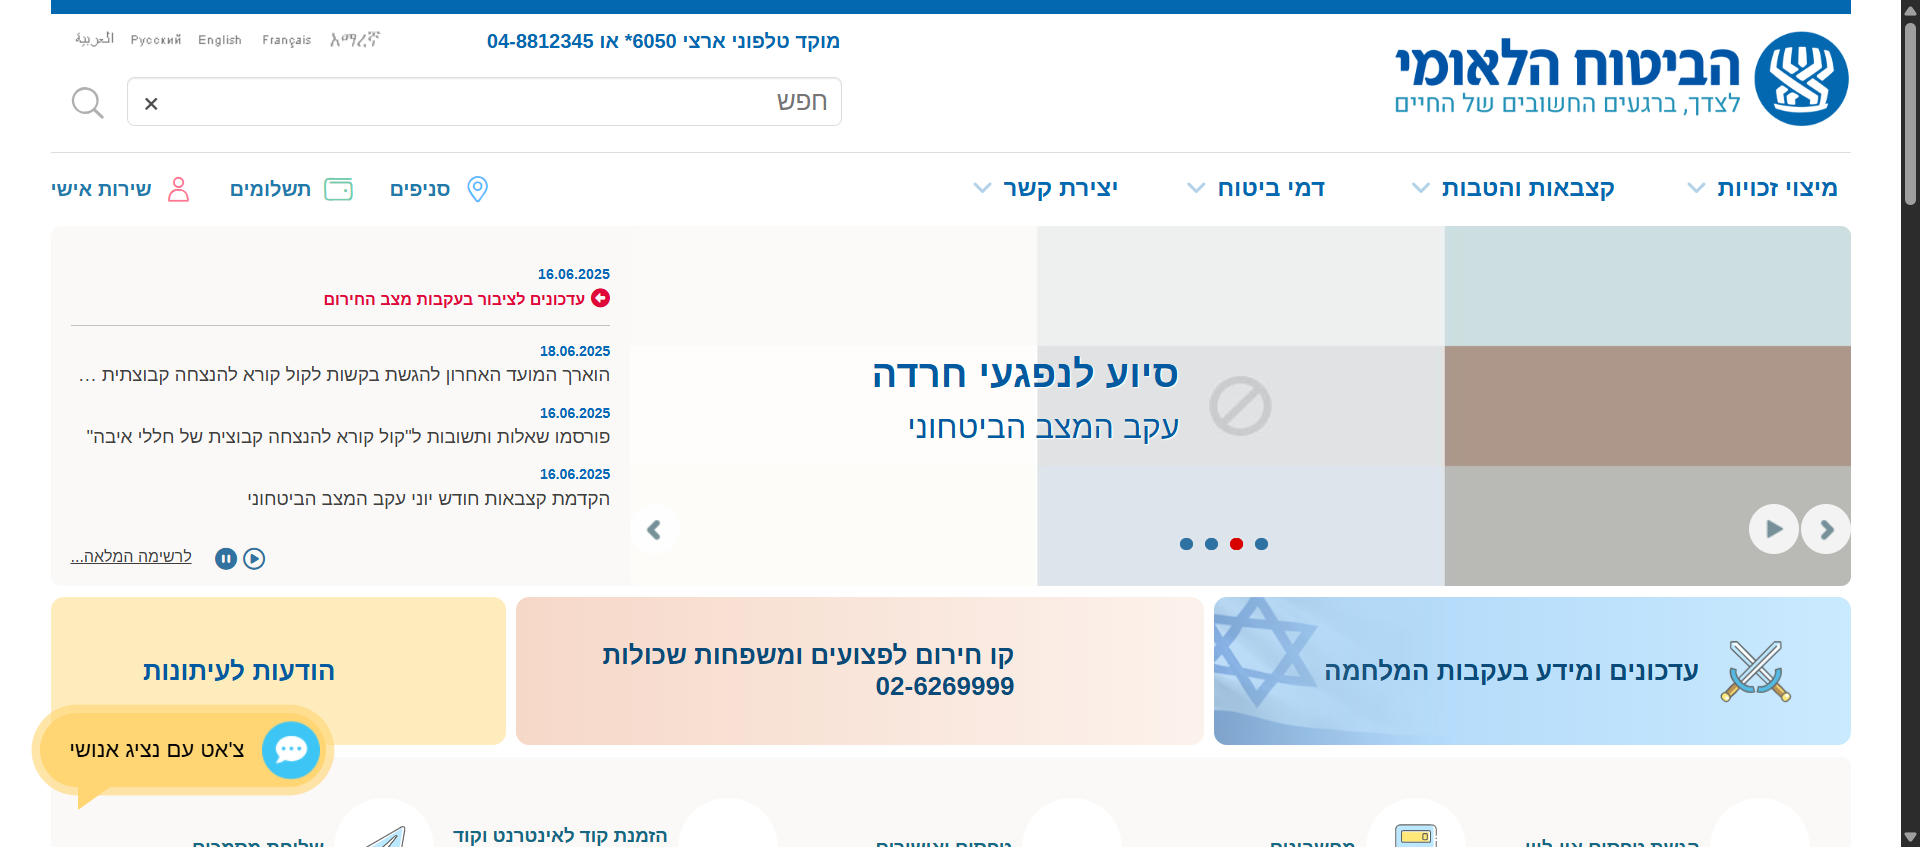 הביטוח הלאומי
לצדך, ברגעים החשובים של החיים
מוקד טלפוני ארצי 6050* או 04-8812345
አማረኛ Français English Русский العربية
חפש
מיצוי זכויות קצבאות והטבות דמי ביטוח יצירת קשר
סניפים תשלומים שירות אישי
סיוע לנפגעי חרדה
עקב המצב הביטחוני
16.06.2025
עדכונים לציבור בעקבות מצב החירום
18.06.2025
הוארך המועד האחרון להגשת בקשות לקול קורא להנצחה קבוצתית ...
16.06.2025
פורסמו שאלות ותשובות ל"קול קורא להנצחה קבוצית של חללי איבה"
16.06.2025
הקדמת קצבאות חודש יוני עקב המצב הביטחוני
לרשימה המלאה...
עדכונים ומידע בעקבות המלחמה
קו חירום לפצועים ומשפחות שכולות
02-6269999
הודעות לעיתונות
צ'אט עם נציג אנושי
הזמנת קוד לאינטרנט וקוד